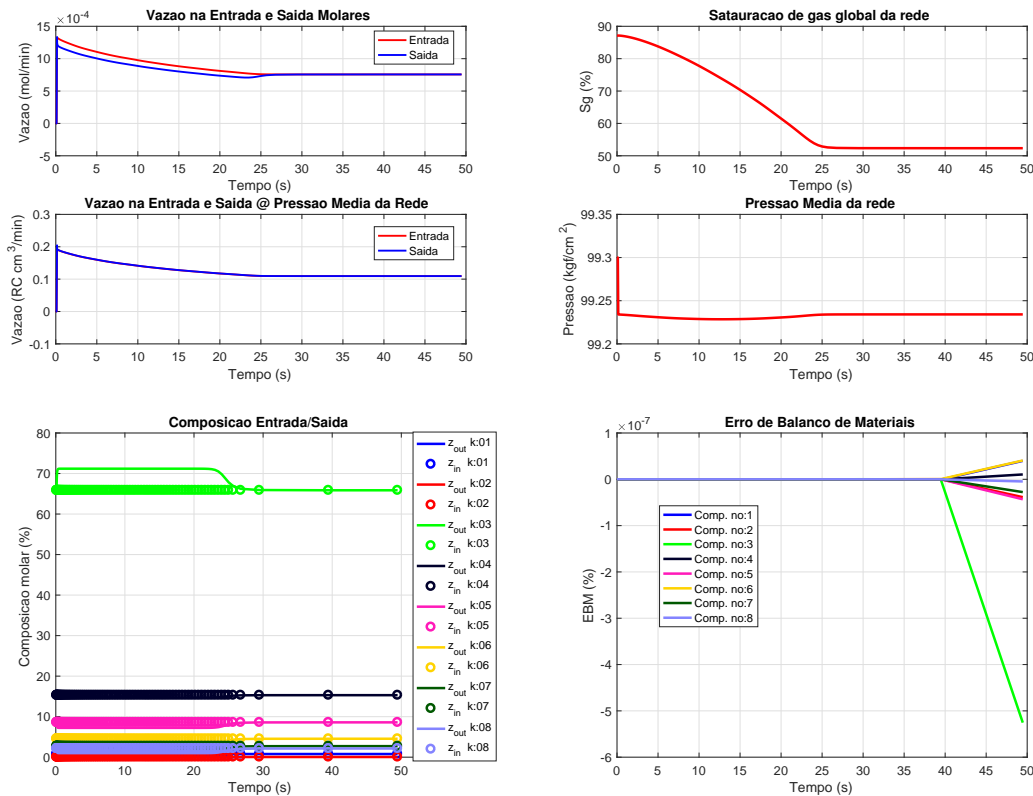 Vazao na Entrada e Saida Molares
×10^-4
15
10
5
0
-5
Vazao (mol/min)
Entrada
Saida
0 5 10 15 20 25 30 35 40 45 50
Tempo (s)
Satauracao de gas global da rede
90
80
70
60
50
Sg (%)
0 5 10 15 20 25 30 35 40 45 50
Tempo (s)
Vazao na Entrada e Saida @ Pressao Media da Rede
0.3
0.2
0.1
0
-0.1
Vazao (RC cm^3/min)
Entrada
Saida
0 5 10 15 20 25 30 35 40 45 50
Tempo (s)
Pressao Media da rede
99.35
99.3
99.25
99.2
Pressao (kgf/cm^2)
0 5 10 15 20 25 30 35 40 45 50
Tempo (s)
Composicao Entrada/Saida
80
70
60
50
40
30
20
10
0
Composicao molar (%)
0 10 20 30 40 50
Tempo (s)
z_out k:01
z_in k:01
z_out k:02
z_in k:02
z_out k:03
z_in k:03
z_out k:04
z_in k:04
z_out k:05
z_in k:05
z_out k:06
z_in k:06
z_out k:07
z_in k:07
z_out k:08
z_in k:08
Erro de Balanco de Materiais
×10^-7
1
0
-1
-2
-3
-4
-5
-6
EBM (%)
Comp. no:1
Comp. no:2
Comp. no:3
Comp. no:4
Comp. no:5
Comp. no:6
Comp. no:7
Comp. no:8
0 5 10 15 20 25 30 35 40 45 50
Tempo (s)